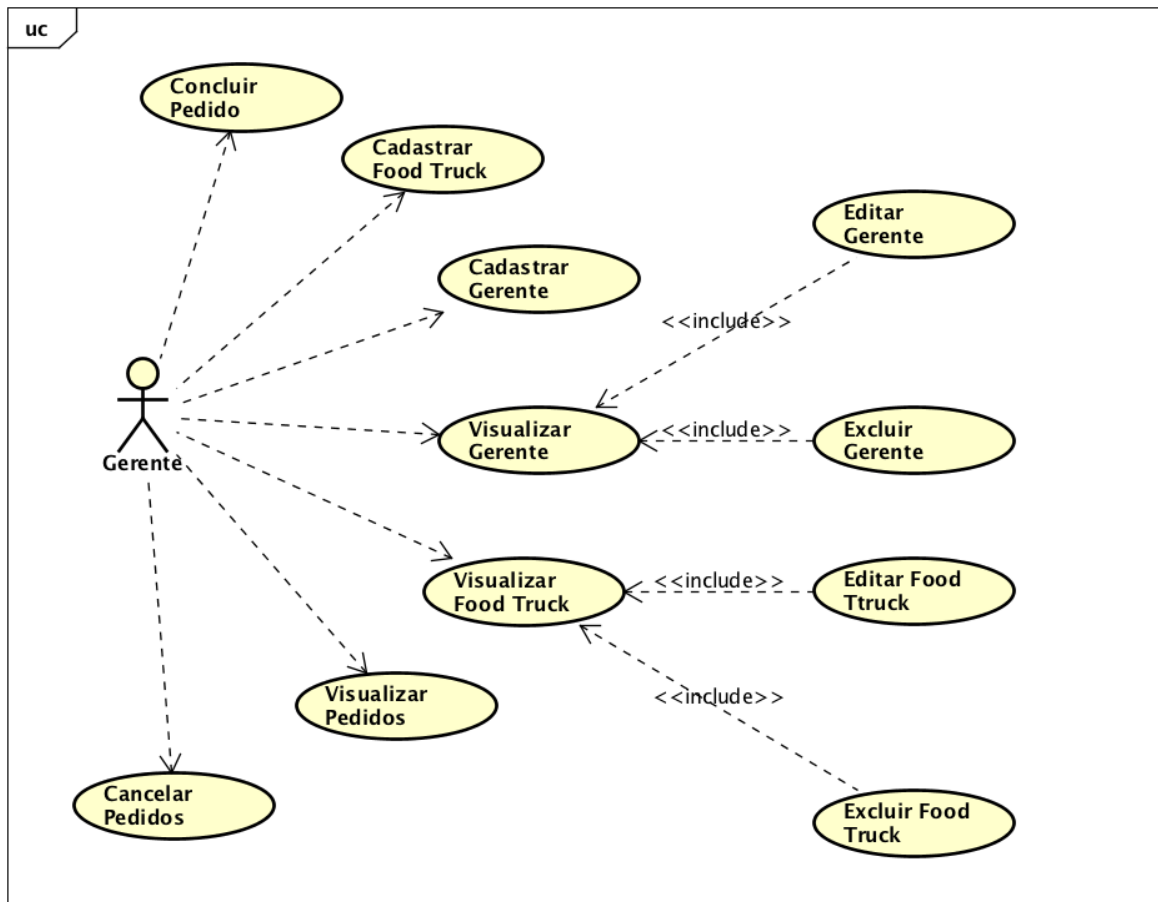 uc
Concluir
Pedido
Cadastrar
Food Truck
Editar
Gerente
Cadastrar
Gerente
<<include>>
Gerente
Visualizar
Gerente
<<include>>
Excluir
Gerente
Visualizar
Food Truck
<<include>>
Editar Food
Ttruck
<<include>>
Visualizar
Pedidos
Cancelar
Pedidos
Excluir Food
Truck